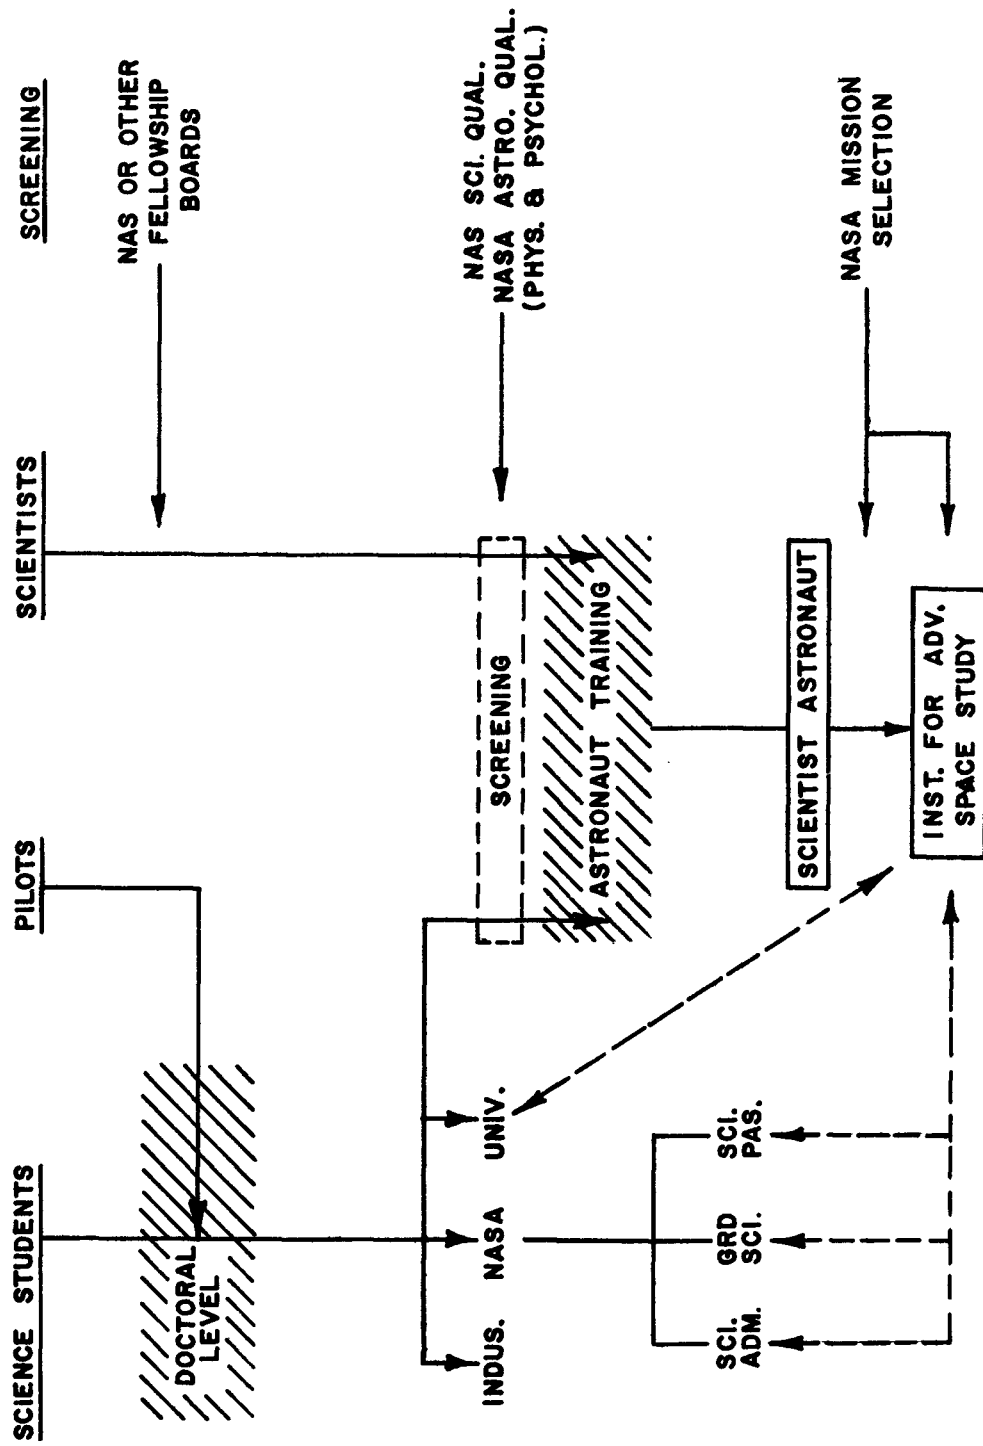 SCIENCE STUDENTS
PILOTS
SCIENTISTS
SCREENING
NAS OR OTHER
FELLOWSHIP
BOARDS
DOCTORAL
LEVEL
INDUS.
NASA
UNIV.
SCREENING
NAS SCI. QUAL.
NASA ASTRO. QUAL.
(PHYS. & PSYCHOL.)
ASTRONAUT TRAINING
SCI.
ADM.
GRD
SCI.
SCI.
PAS.
SCIENTIST ASTRONAUT
NASA MISSION
SELECTION
INST. FOR ADV.
SPACE STUDY